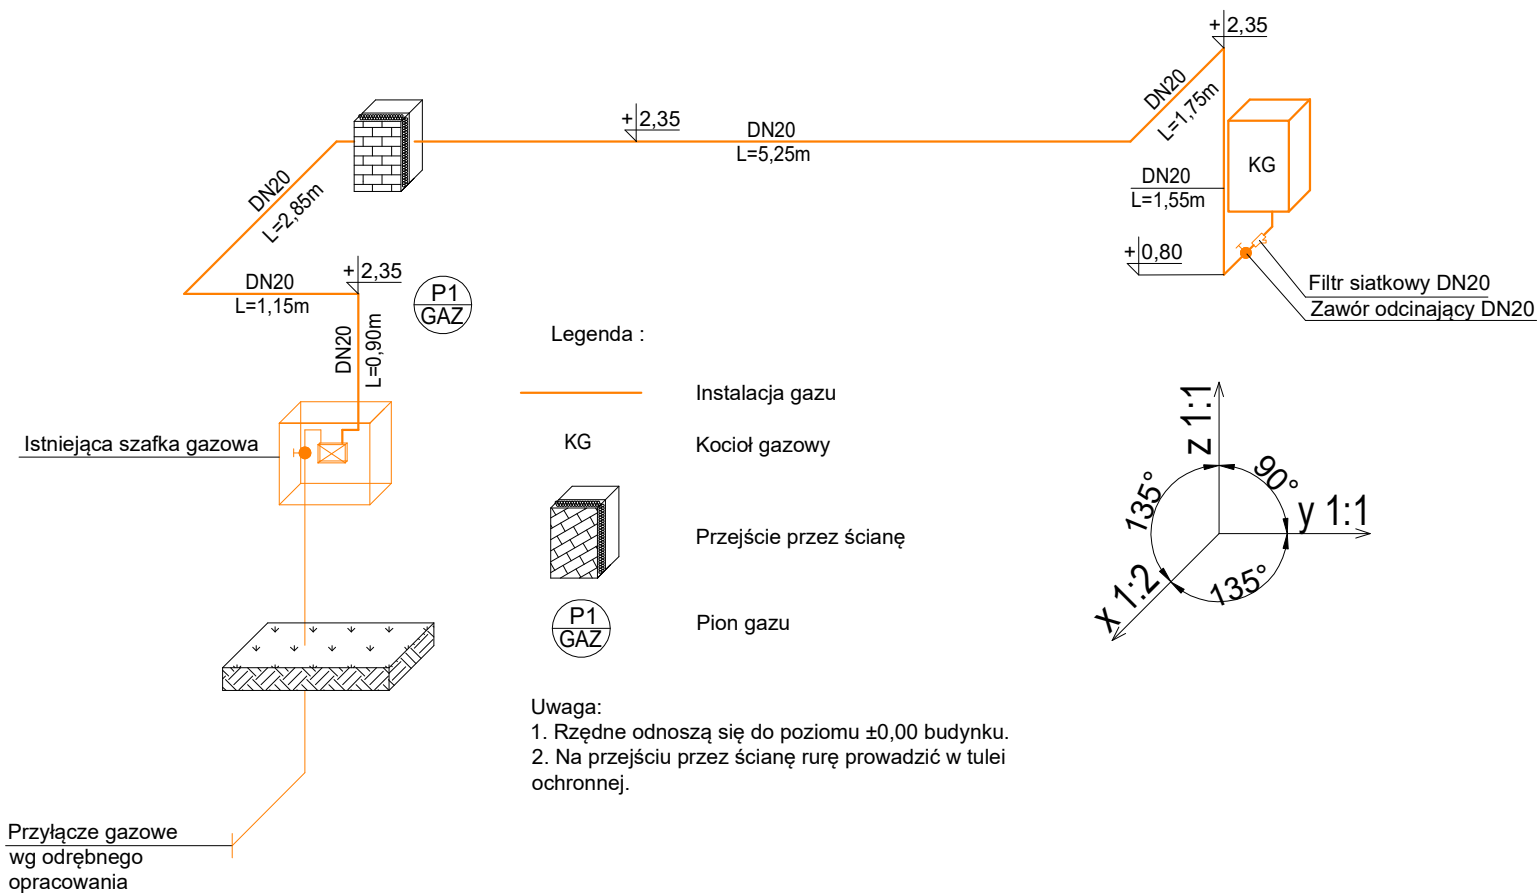 +2,35
DN20
L=1,75m
+2,35
DN20
L=5,25m
KG
DN20
L=1,55m
DN20
L=2,85m
+0,80
Filtr siatkowy DN20
Zawór odcinający DN20
+2,35
DN20
L=1,15m
P1
GAZ
DN20
L=0,90m
Istniejąca szafka gazowa
Legenda :
Instalacja gazu
KG
Kocioł gazowy
Przejście przez ścianę
P1
GAZ
Pion gazu
z 1:1
90°
135°
y 1:1
x 1:2
135°
Uwaga:
1. Rzędne odnoszą się do poziomu ±0,00 budynku.
2. Na przejściu przez ścianę rurę prowadzić w tulei
ochronnej.
Przyłącze gazowe
wg odrębnego
opracowania